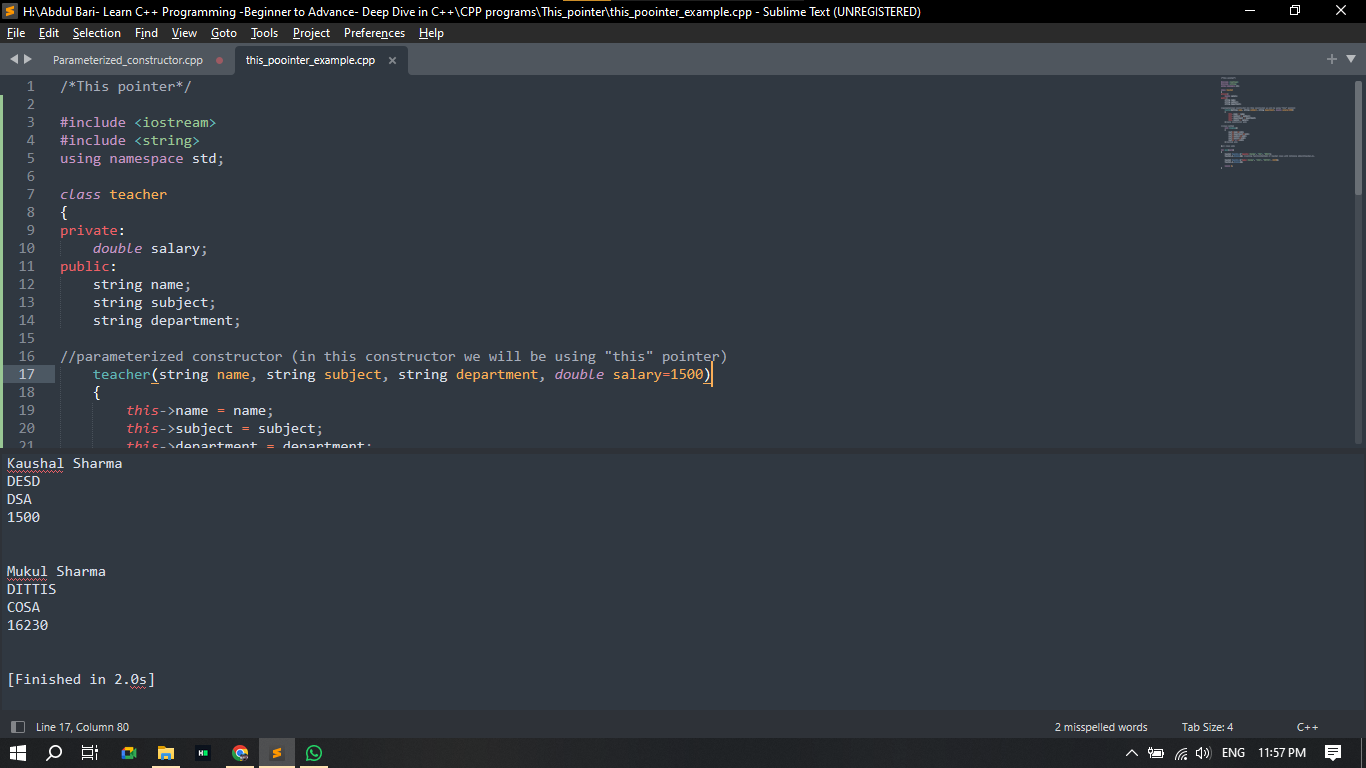 H:\Abdul Bari- Learn C++ Programming -Beginner to Advance- Deep Dive in C++\CPP programs\This_pointer\this_poointer_example.cpp - Sublime Text (UNREGISTERED)
File Edit Selection Find View Goto Tools Project Preferences Help
Parameterized_constructor.cpp this_poointer_example.cpp
1 /*This pointer*/
2
3 #include <iostream>
4 #include <string>
5 using namespace std;
6
7 class teacher
8 {
9 private:
10 double salary;
11 public:
12 string name;
13 string subject;
14 string department;
15
16 //parameterized constructor (in this constructor we will be using "this" pointer)
17 teacher(string name, string subject, string department, double salary=1500)
18 {
19 this->name = name;
20 this->subject = subject;
21 this->department = department;
Kaushal Sharma
DESD
DSA
1500
Mukul Sharma
DITTIS
COSA
16230
[Finished in 2.0s]
Line 17, Column 80 2 misspelled words Tab Size: 4 C++
ENG 11:57 PM